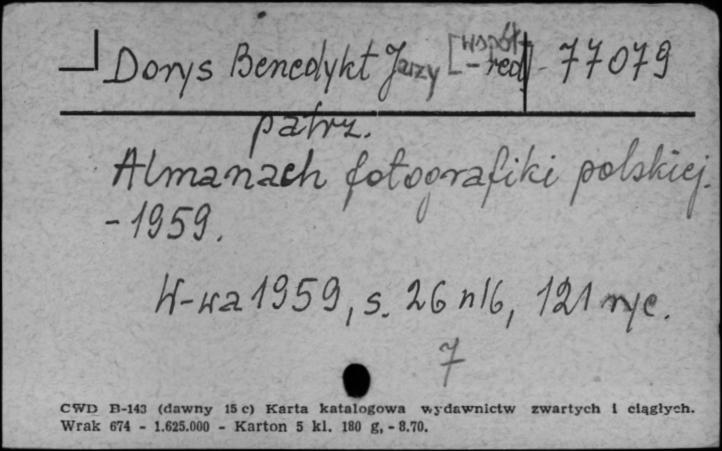 Dorys Benedykt Jerzy [współ-red] 77079
patrz.
Almanach fotografiki polskiej.
-1959.
W-wa 1959, s. 26 nlb, 121 ryc.
7
CWD B-143 (dawny 15 c) Karta katalogowa wydawnictw zwartych i ciągłych.
Wrak 674 - 1.625.000 - Karton 5 kl. 180 g, - 8.70.